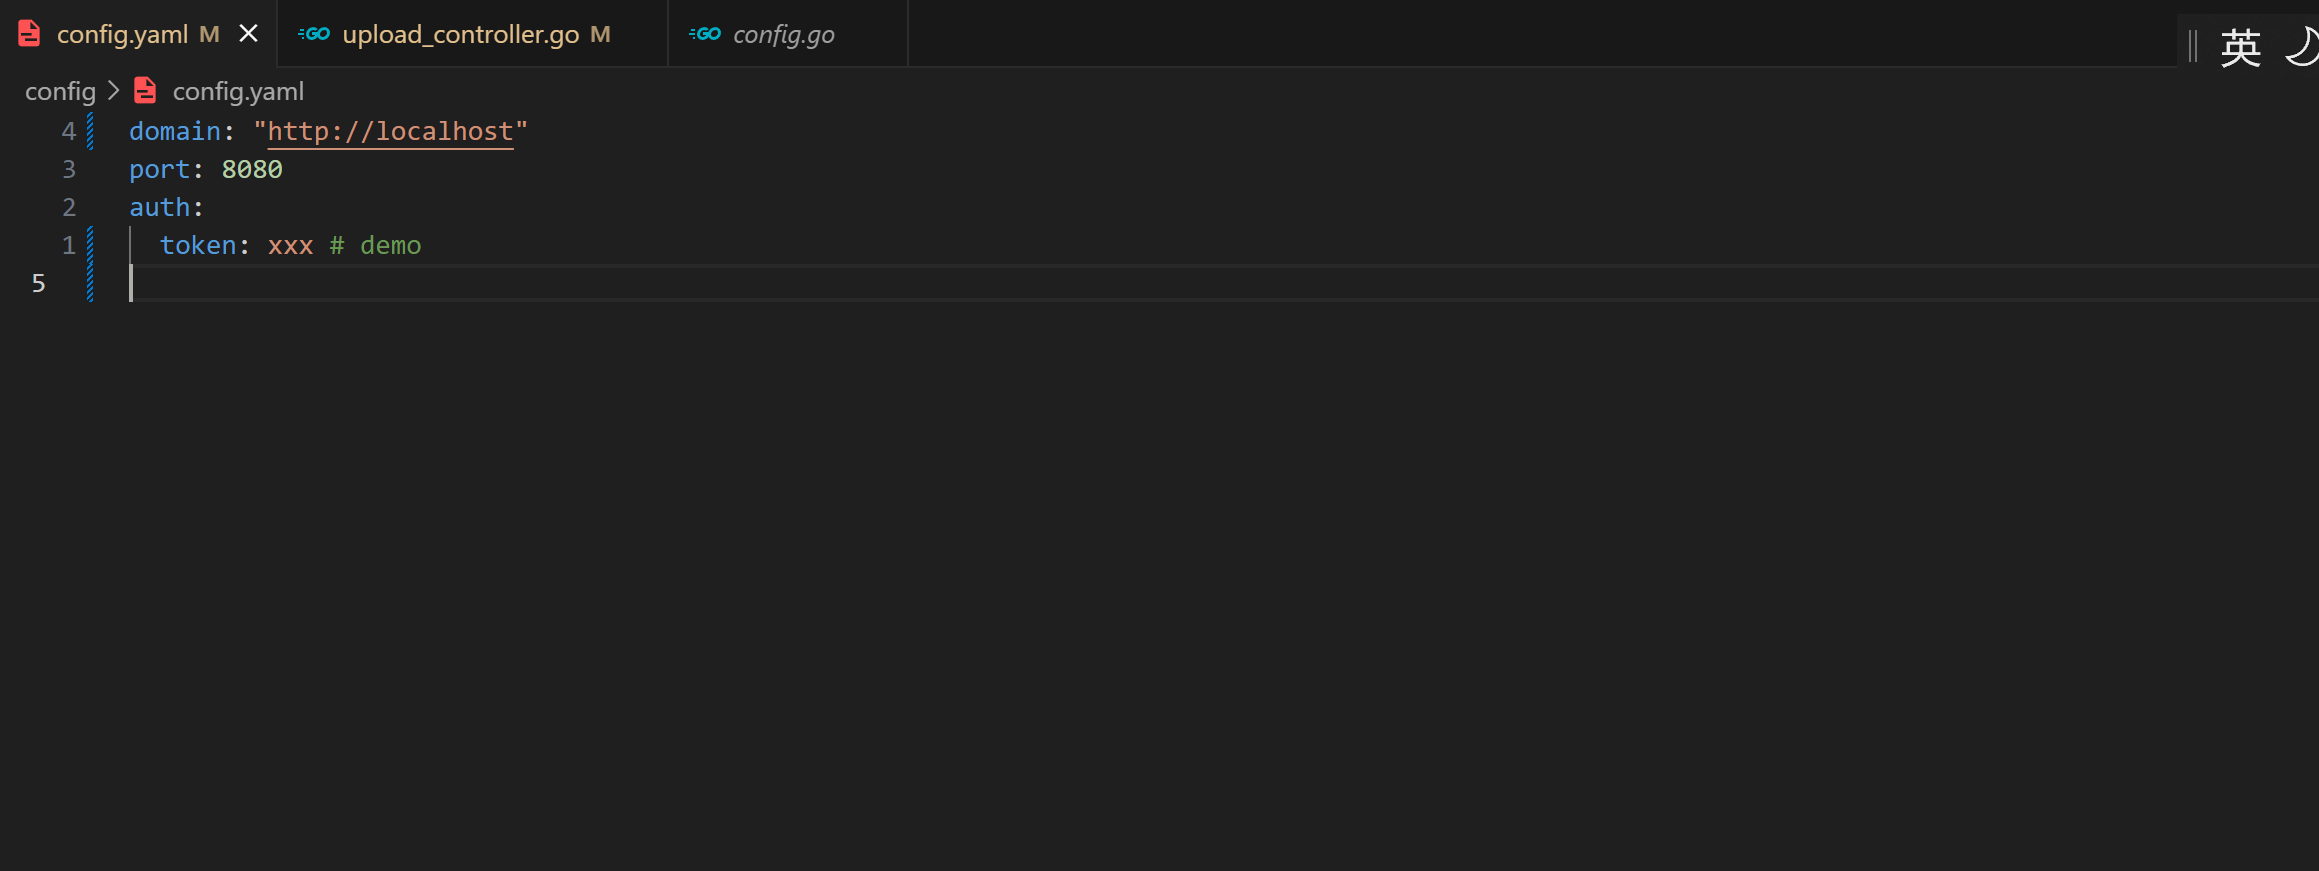 config.yaml M
GO upload_controller.go M
GO config.go
英
config > config.yaml
4 domain: "http://localhost"
3 port: 8080
2 auth:
1 token: xxx # demo
5